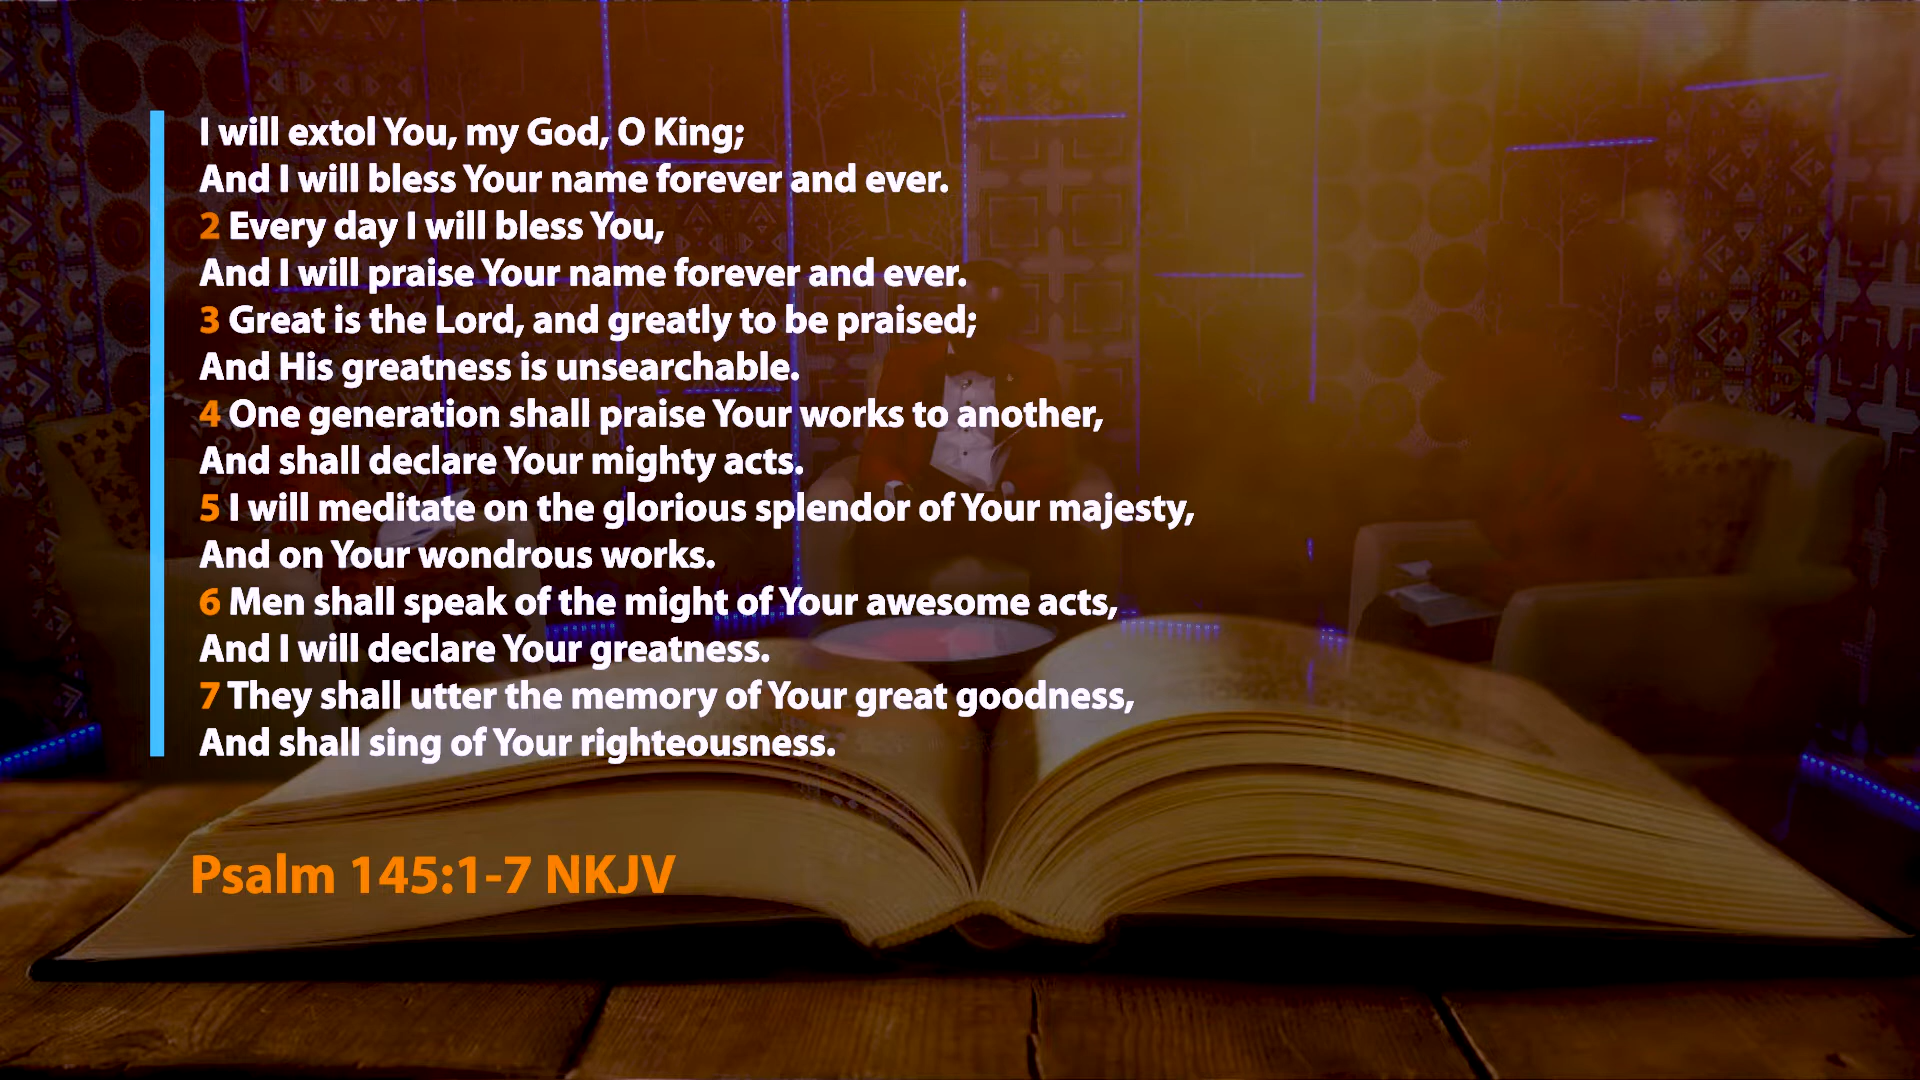 I will extol You, my God, O King;
And I will bless Your name forever and ever.
2 Every day I will bless You,
And I will praise Your name forever and ever.
3 Great is the Lord, and greatly to be praised;
And His greatness is unsearchable.
4 One generation shall praise Your works to another,
And shall declare Your mighty acts.
5 I will meditate on the glorious splendor of Your majesty,
And on Your wondrous works.
6 Men shall speak of the might of Your awesome acts,
And I will declare Your greatness.
7 They shall utter the memory of Your great goodness,
And shall sing of Your righteousness.
Psalm 145:1-7 NKJV